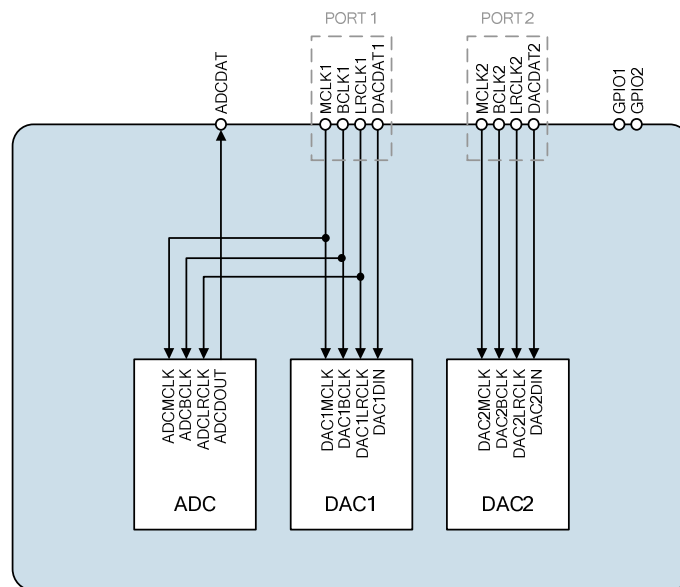 PORT 1
PORT 2
ADCDAT
MCLK1
BCLK1
LRCLK1
DACDAT1
MCLK2
BCLK2
LRCLK2
DACDAT2
GPIO1
GPIO2
ADCMCLK
ADCBCLK
ADCLRCLK
ADCDOUT
DAC1MCLK
DAC1BCLK
DAC1LRCLK
DAC1DIN
DAC2MCLK
DAC2BCLK
DAC2LRCLK
DAC2DIN
ADC
DAC1
DAC2